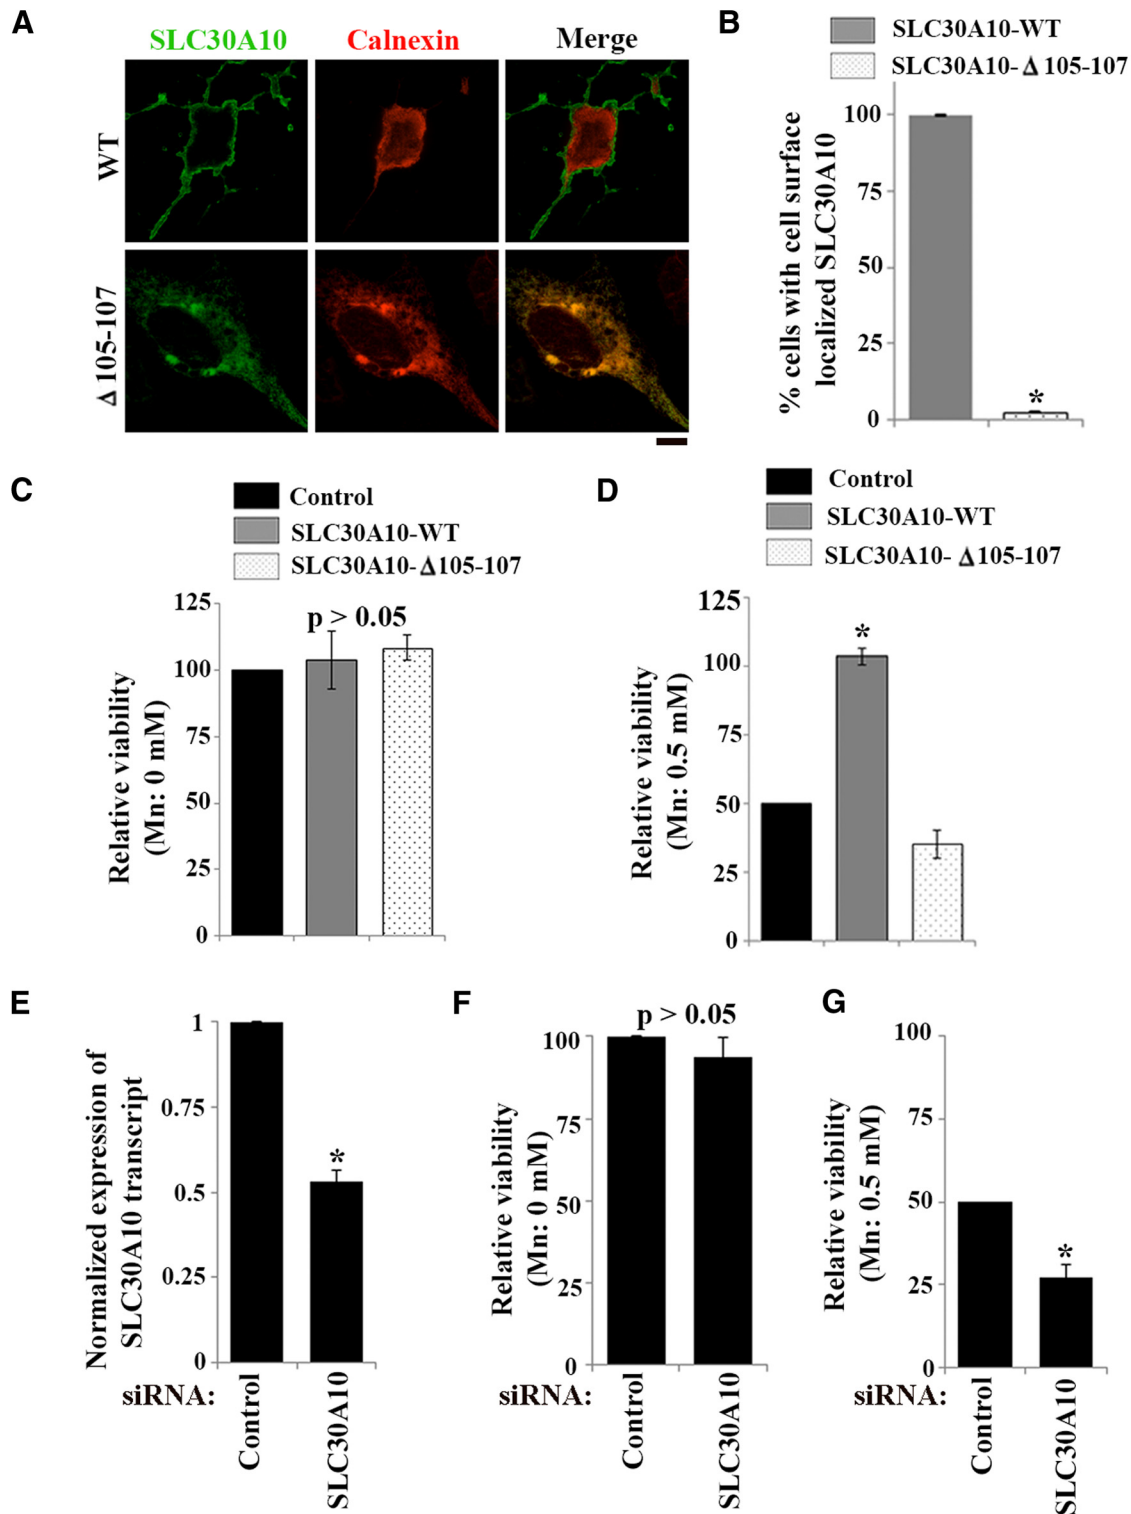 A
SLC30A10 Calnexin Merge
WT
Δ 105-107
B
SLC30A10-WT
SLC30A10- Δ 105-107
% cells with cell surface
localized SLC30A10
100
75
50
25
0
*
C
Control
SLC30A10-WT
SLC30A10- Δ105-107
Relative viability
(Mn: 0 mM)
125
100
75
50
25
0
p > 0.05
D
Control
SLC30A10-WT
SLC30A10- Δ105-107
Relative viability
(Mn: 0.5 mM)
125
100
75
50
25
0
*
E
Normalized expression of
SLC30A10 transcript
1
0.75
0.5
0.25
0
*
siRNA:
Control
SLC30A10
F
p > 0.05
Relative viability
(Mn: 0 mM)
100
75
50
25
0
siRNA:
Control
SLC30A10
G
Relative viability
(Mn: 0.5 mM)
100
50
25
0
*
siRNA:
Control
SLC30A10